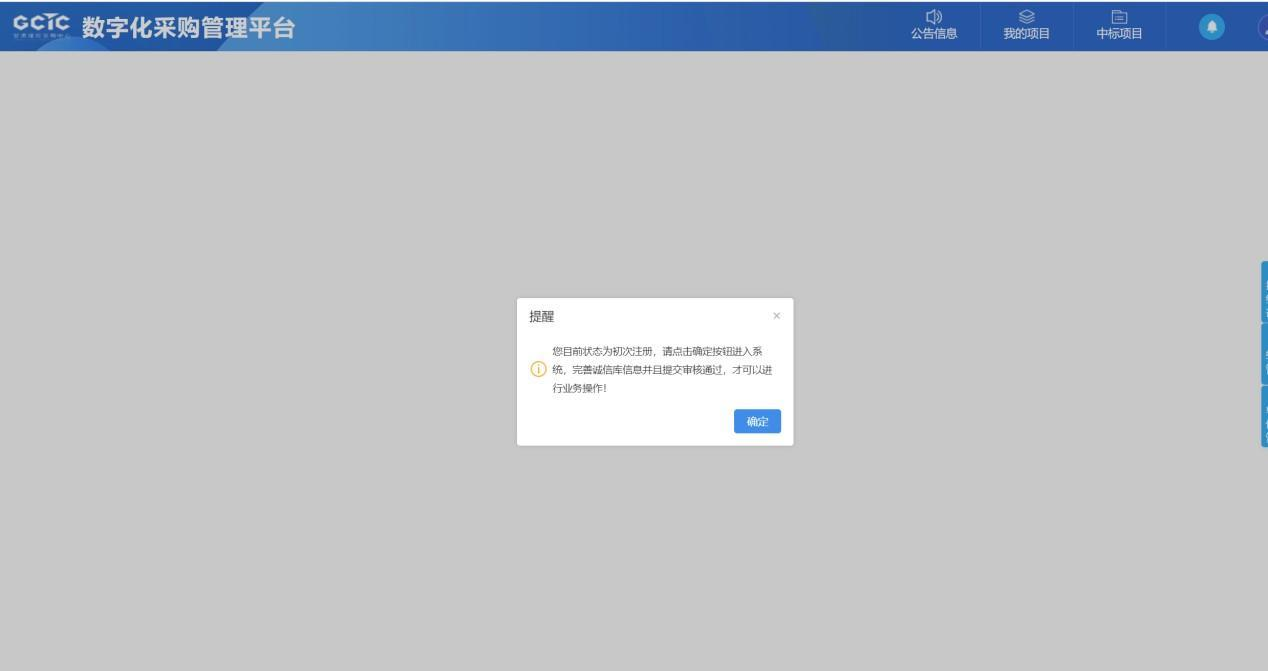 GCTC
数字化采购管理平台
公告信息
我的项目
中标项目
提醒
您目前状态为初次注册，请点击确定按钮进入系
统，完善诚信库信息并且提交审核通过，才可以进
行业务操作！
确定